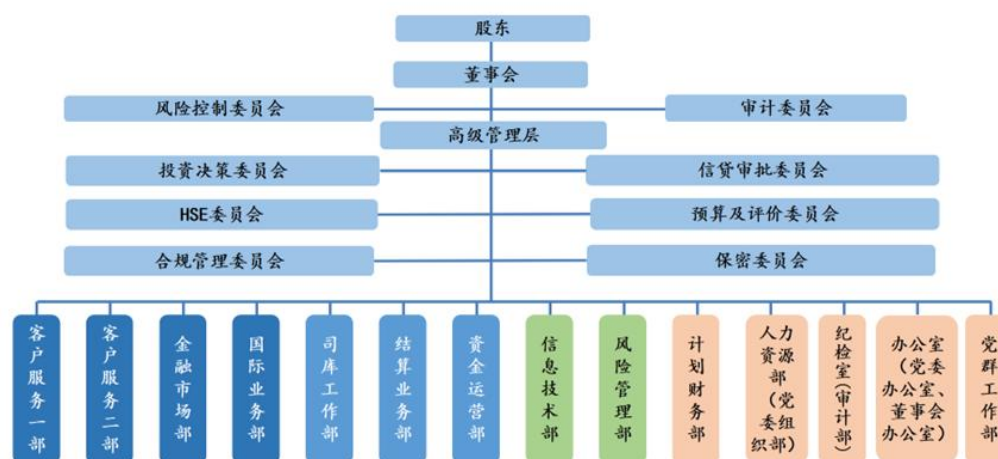 股东
董事会
风险控制委员会
审计委员会
高级管理层
投资决策委员会
信贷审批委员会
HSE委员会
预算及评价委员会
合规管理委员会
保密委员会
客户服务一部
客户服务二部
金融市场部
国际业务部
司库工作部
结算业务部
资金运营部
信息技术部
风险管理部
计划财务部
人力资源部（党委组织部）
纪检室（审计部）
办公室
（党委
办公室、
董事会
办公室）
党群工作部